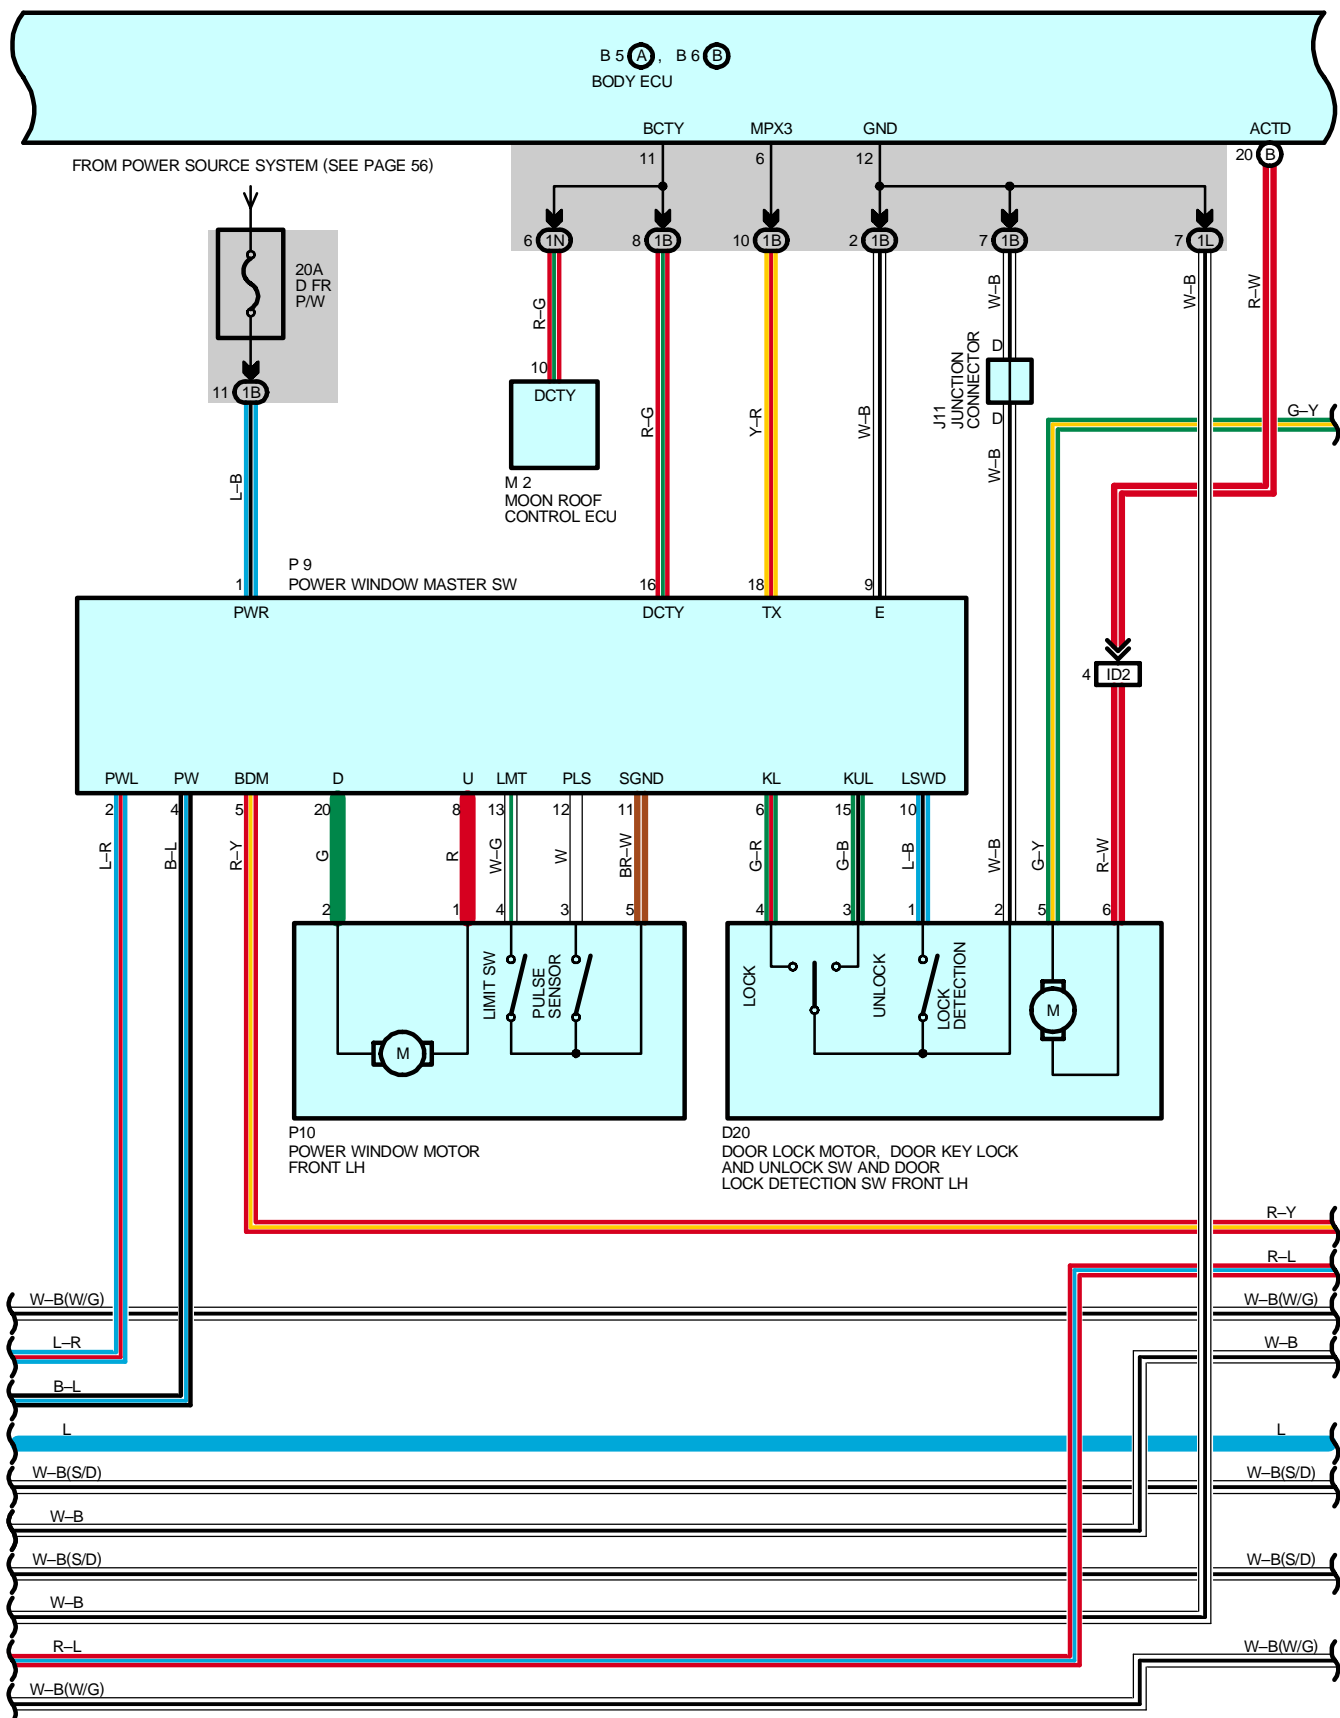 B 5 A , B 6 B
BODY ECU
BCTY MPX3 GND ACTD
11 6 12 20 B
FROM POWER SOURCE SYSTEM (SEE PAGE 56)
6 1N 8 1B 10 1B 2 1B 7 1B 7 1L
20A
D FR
P/W
11 1B
R–G
W–B
W–B
R–W
10
DCTY
M 2
MOON ROOF
CONTROL ECU
L–B
R–G
Y–R
W–B
J11
JUNCTION
CONNECTOR
D
D
W–B
G–Y
P 9
POWER WINDOW MASTER SW
1 16 18 9
PWR DCTY TX E
4 ID2
PWL PW BDM D U LMT PLS SGND KL KUL LSWD
2 4 5 20 8 13 12 11 6 15 10
L–R B–L R–Y G R W–G W BR–W G–R G–B L–B W–B G–Y R–W
2 1 4 3 5 4 3 1 2 5 6
LIMIT SW
PULSE
SENSOR
LOCK
UNLOCK
LOCK
DETECTION
M
M
P10
POWER WINDOW MOTOR
FRONT LH
D20
DOOR LOCK MOTOR, DOOR KEY LOCK
AND UNLOCK SW AND DOOR
LOCK DETECTION SW FRONT LH
R–Y
R–L
W–B(W/G) W–B(W/G)
L–R W–B
B–L
L L
W–B(S/D) W–B(S/D)
W–B
W–B(S/D) W–B(S/D)
W–B
R–L W–B(W/G)
W–B(W/G)